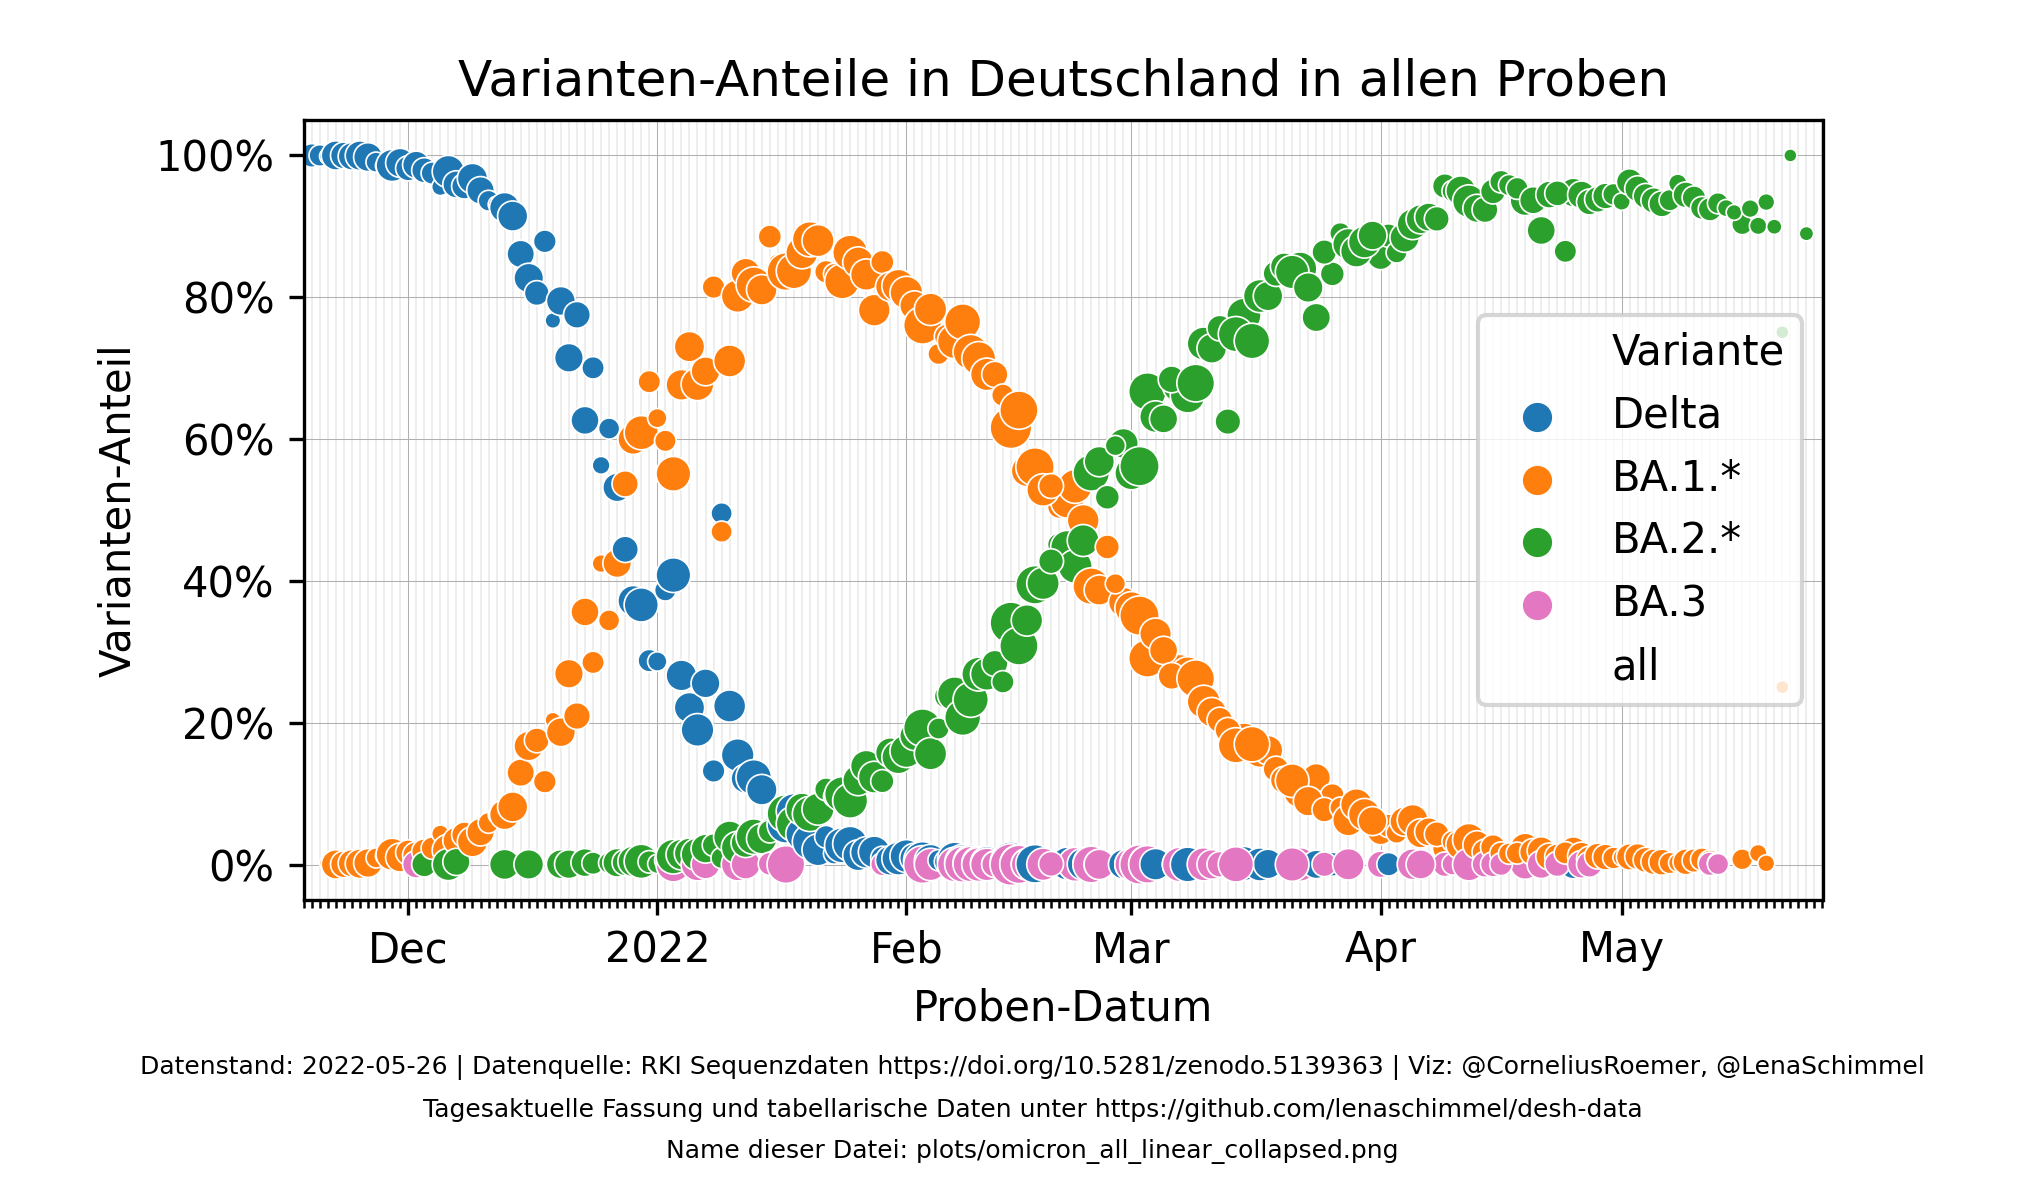 Varianten-Anteile in Deutschland in allen Proben
100%
80%
60%
40%
20%
0%
Varianten-Anteil
Variante
Delta
BA.1.*
BA.2.*
BA.3
all
Dec 2022 Feb Mar Apr May
Proben-Datum
Datenstand: 2022-05-26 | Datenquelle: RKI Sequenzdaten https://doi.org/10.5281/zenodo.5139363 | Viz: @CorneliusRoemer, @LenaSchimmel
Tagesaktuelle Fassung und tabellarische Daten unter https://github.com/lenaschimmel/desh-data
Name dieser Datei: plots/omicron_all_linear_collapsed.png